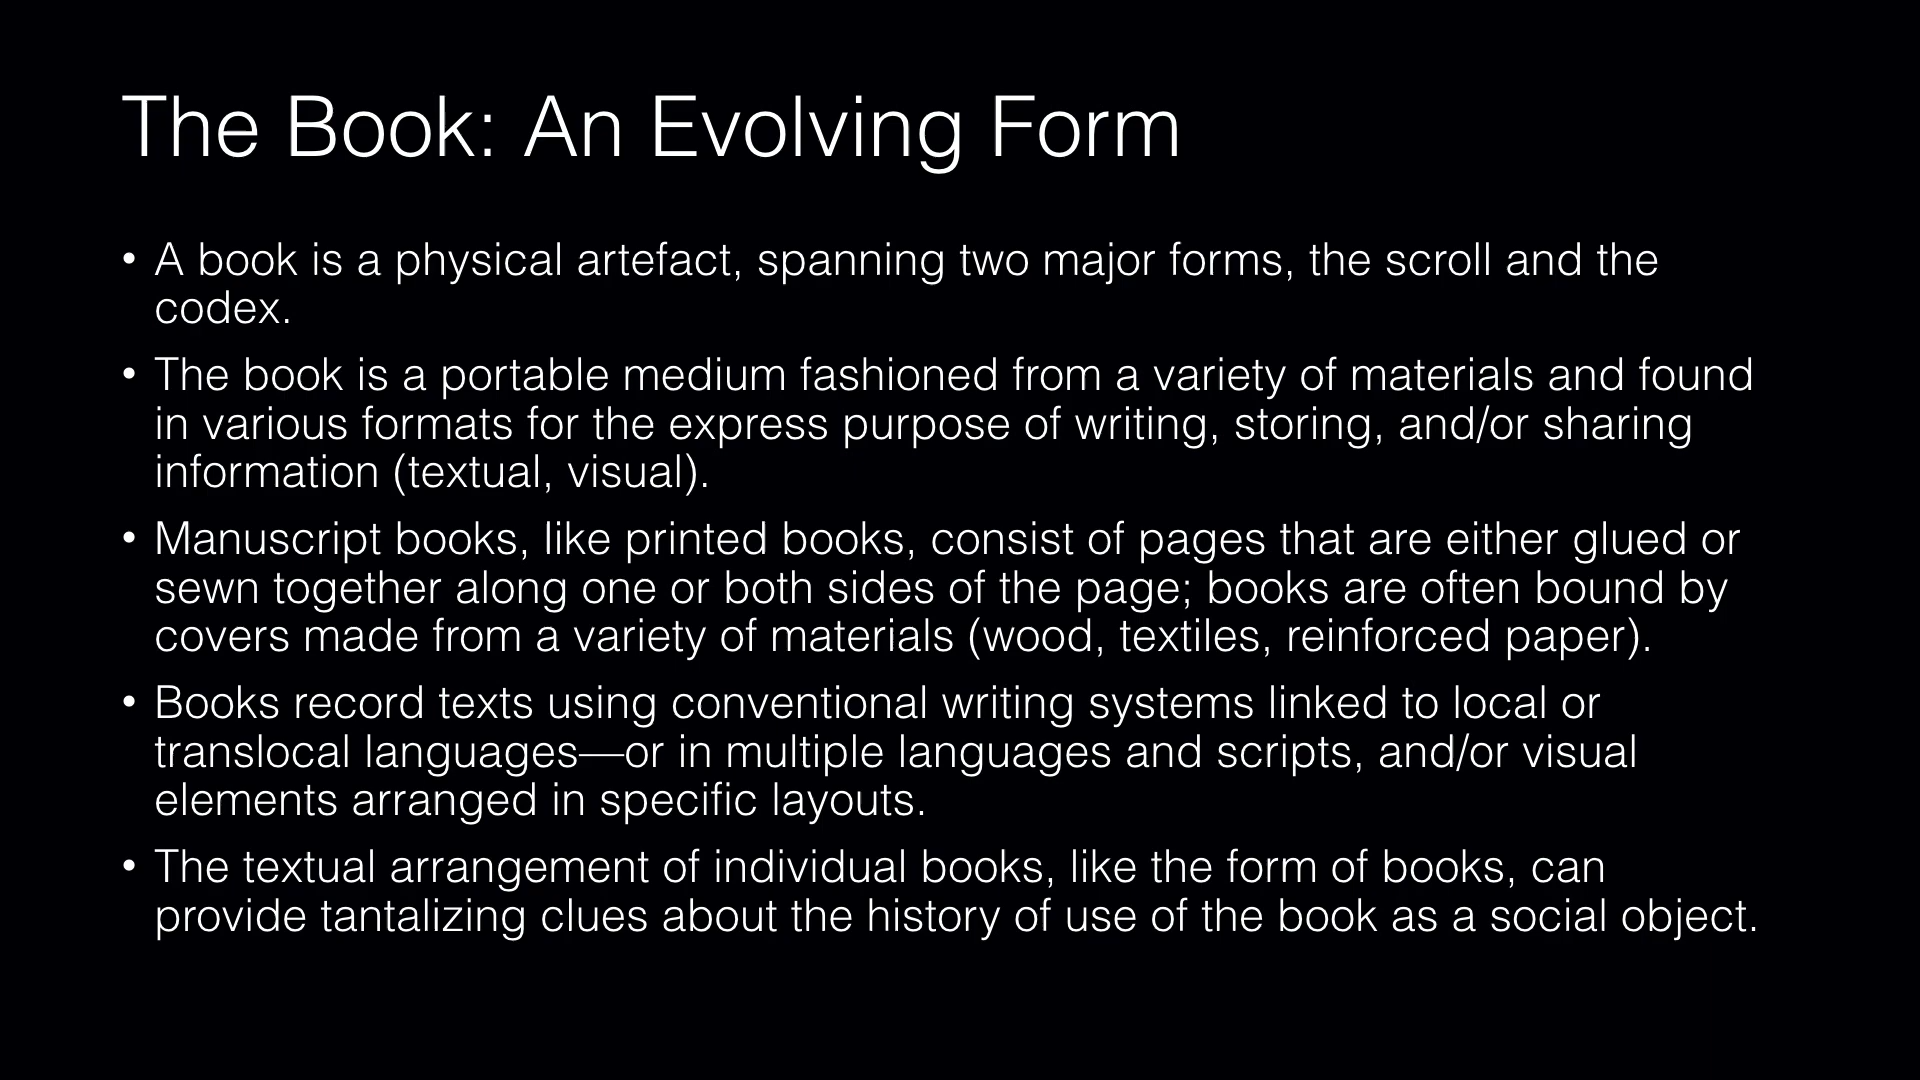 The Book: An Evolving Form
• A book is a physical artefact, spanning two major forms, the scroll and the
codex.
• The book is a portable medium fashioned from a variety of materials and found
in various formats for the express purpose of writing, storing, and/or sharing
information (textual, visual).
• Manuscript books, like printed books, consist of pages that are either glued or
sewn together along one or both sides of the page; books are often bound by
covers made from a variety of materials (wood, textiles, reinforced paper).
• Books record texts using conventional writing systems linked to local or
translocal languages—or in multiple languages and scripts, and/or visual
elements arranged in specific layouts.
• The textual arrangement of individual books, like the form of books, can
provide tantalizing clues about the history of use of the book as a social object.